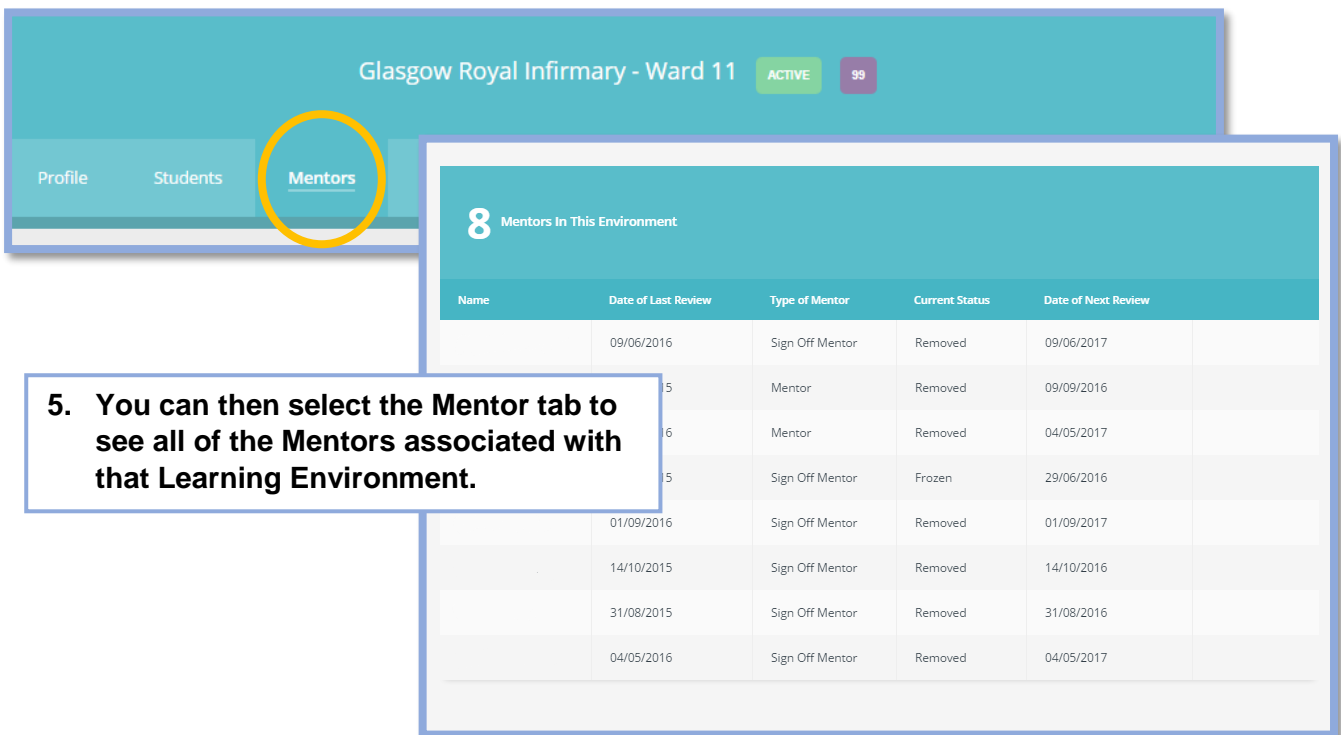 Glasgow Royal Infirmary - Ward 11 ACTIVE 99
Profile Students Mentors
8 Mentors In This Environment
Name Date of Last Review Type of Mentor Current Status Date of Next Review
09/06/2016 Sign Off Mentor Removed 09/06/2017
5 Mentor Removed 09/09/2016
6 Mentor Removed 04/05/2017
5 Sign Off Mentor Frozen 29/06/2016
01/09/2016 Sign Off Mentor Removed 01/09/2017
14/10/2015 Sign Off Mentor Removed 14/10/2016
31/08/2015 Sign Off Mentor Removed 31/08/2016
04/05/2016 Sign Off Mentor Removed 04/05/2017
5. You can then select the Mentor tab to
see all of the Mentors associated with
that Learning Environment.